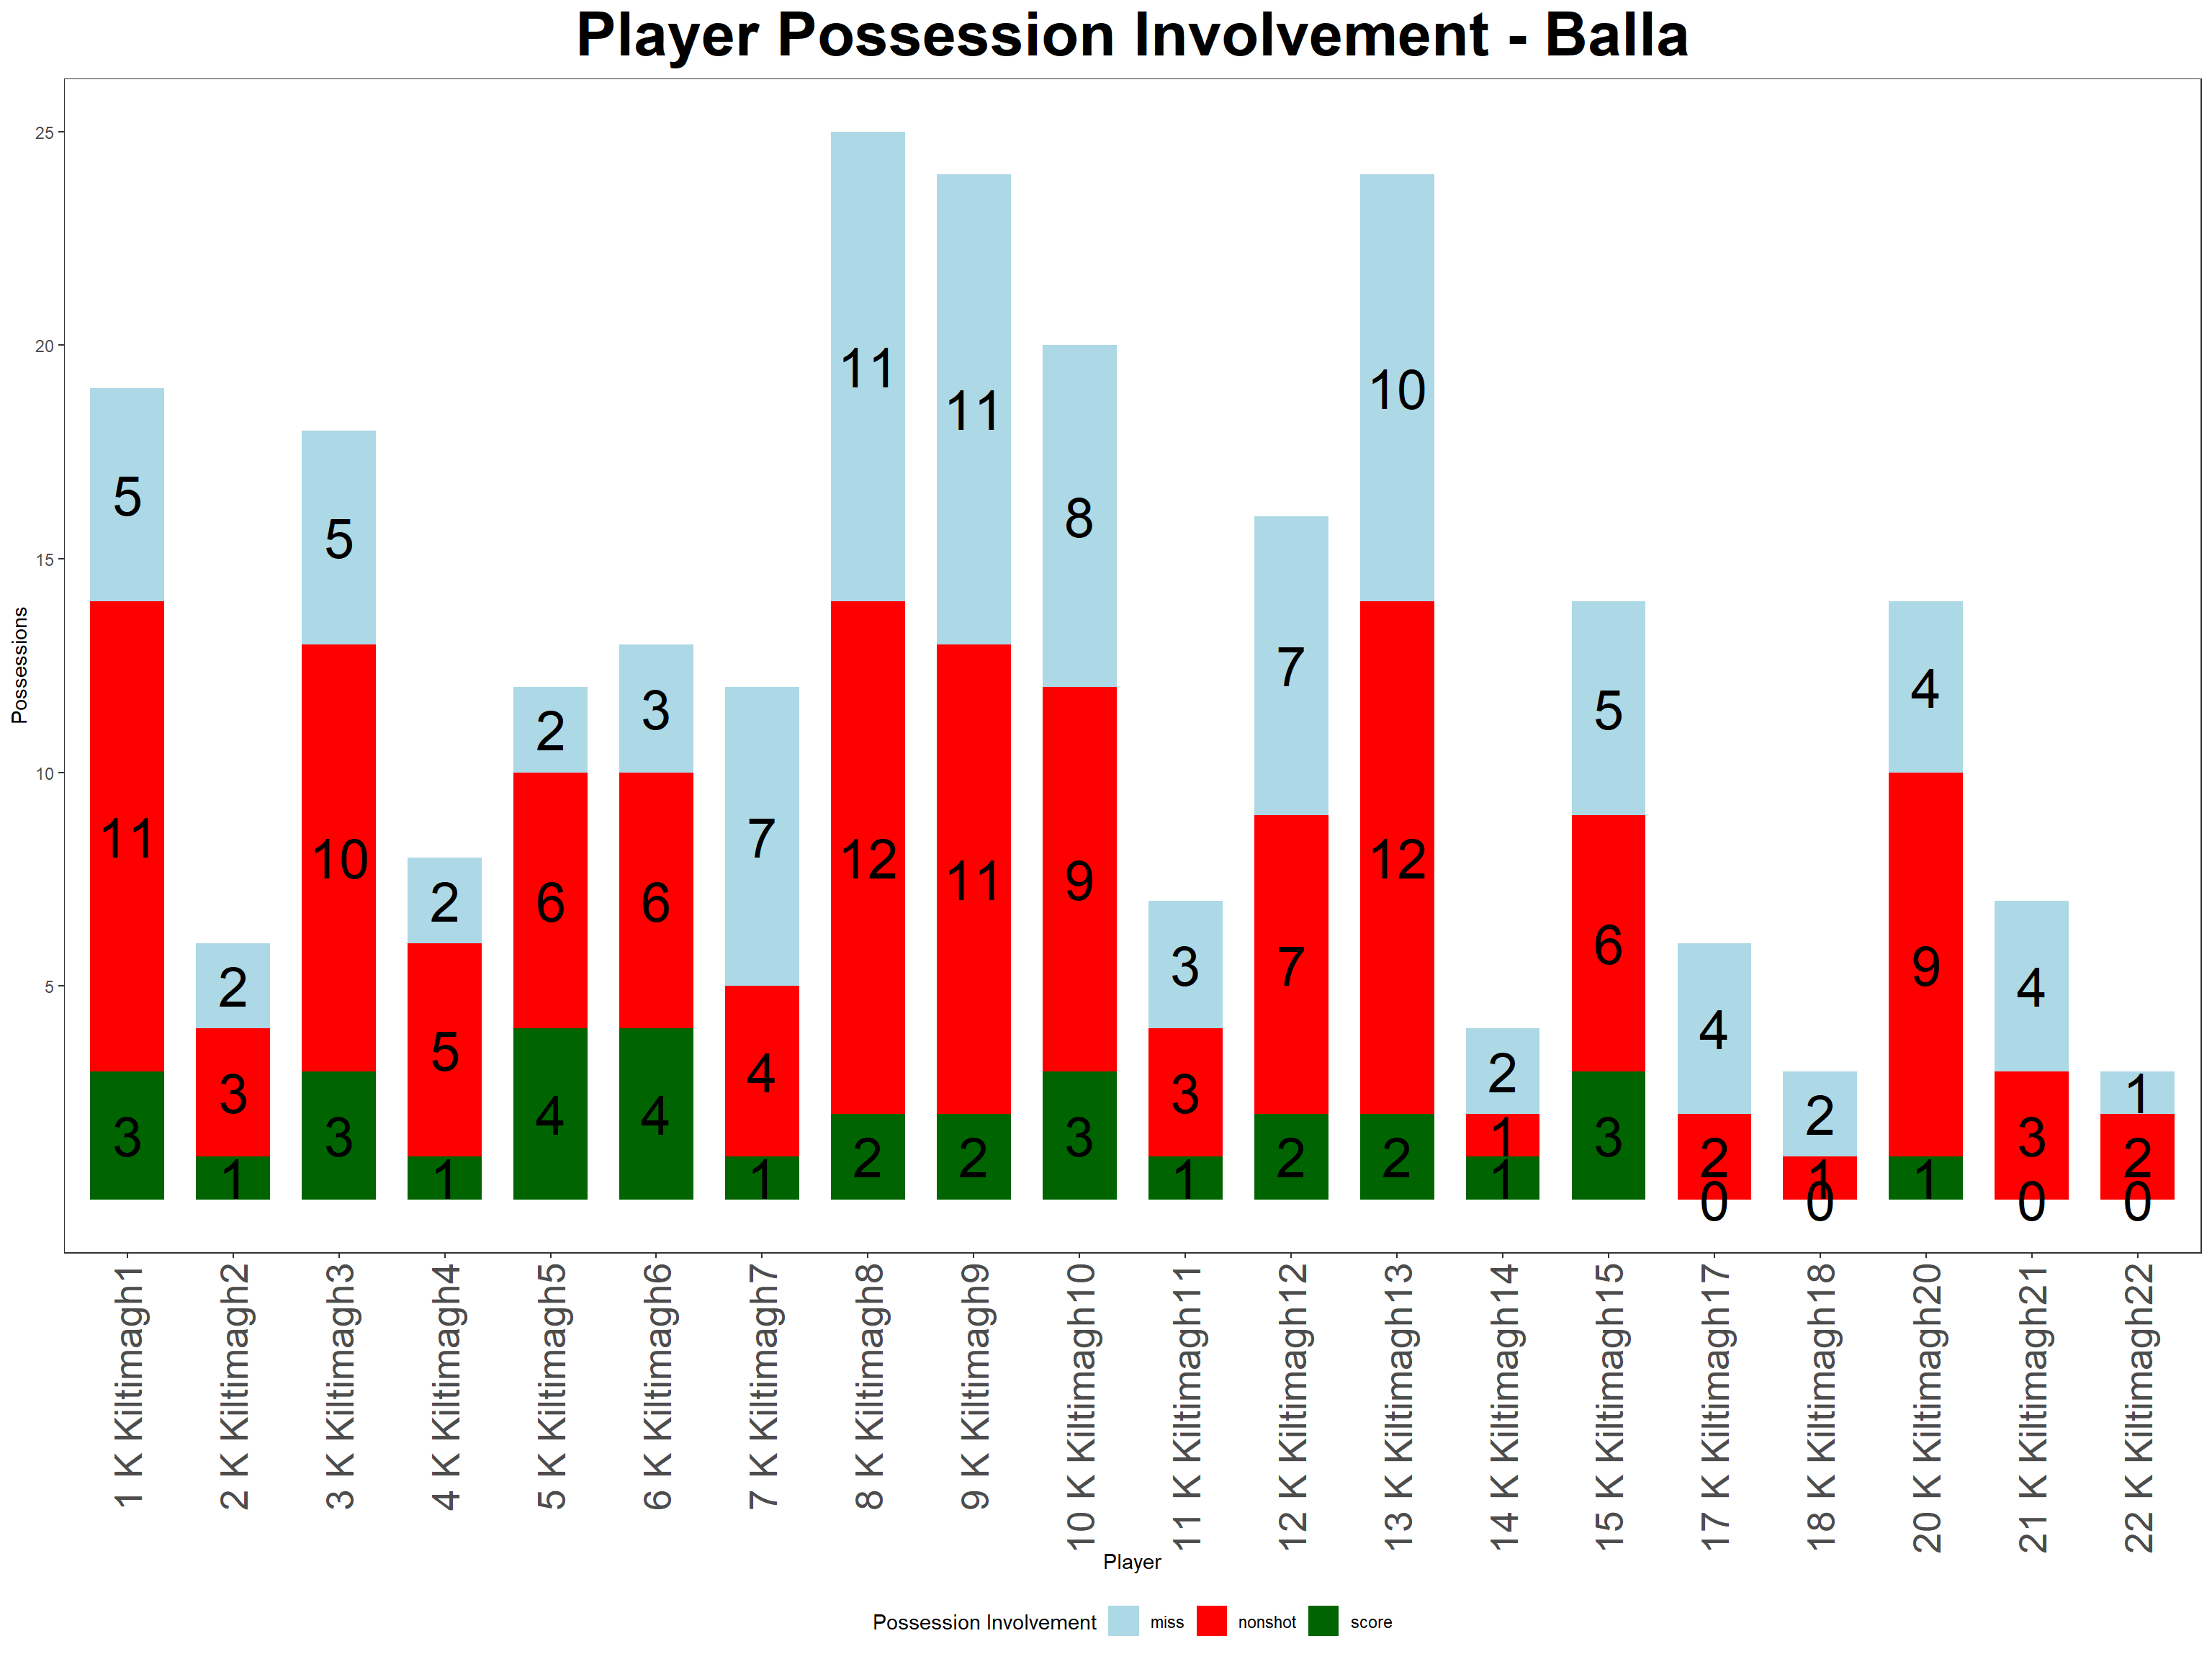 Player Possession Involvement - Balla
Possessions
25
20
15
10
5
5 11 3
2 3 1
5 10 3
2 5 1
2 6 4
3 6 4
7 4 1
11 12 2
11 11 2
8 9 3
3 3 1
7 7 2
10 12 2
2 1 1
5 6 3
4 2 0
2 1 0
4 9 1
4 3 0
1 2 0
1 K Kiltimagh1
2 K Kiltimagh2
3 K Kiltimagh3
4 K Kiltimagh4
5 K Kiltimagh5
6 K Kiltimagh6
7 K Kiltimagh7
8 K Kiltimagh8
9 K Kiltimagh9
10 K Kiltimagh10
11 K Kiltimagh11
12 K Kiltimagh12
13 K Kiltimagh13
14 K Kiltimagh14
15 K Kiltimagh15
17 K Kiltimagh17
18 K Kiltimagh18
20 K Kiltimagh20
21 K Kiltimagh21
22 K Kiltimagh22
Player
Possession Involvement miss nonshot score